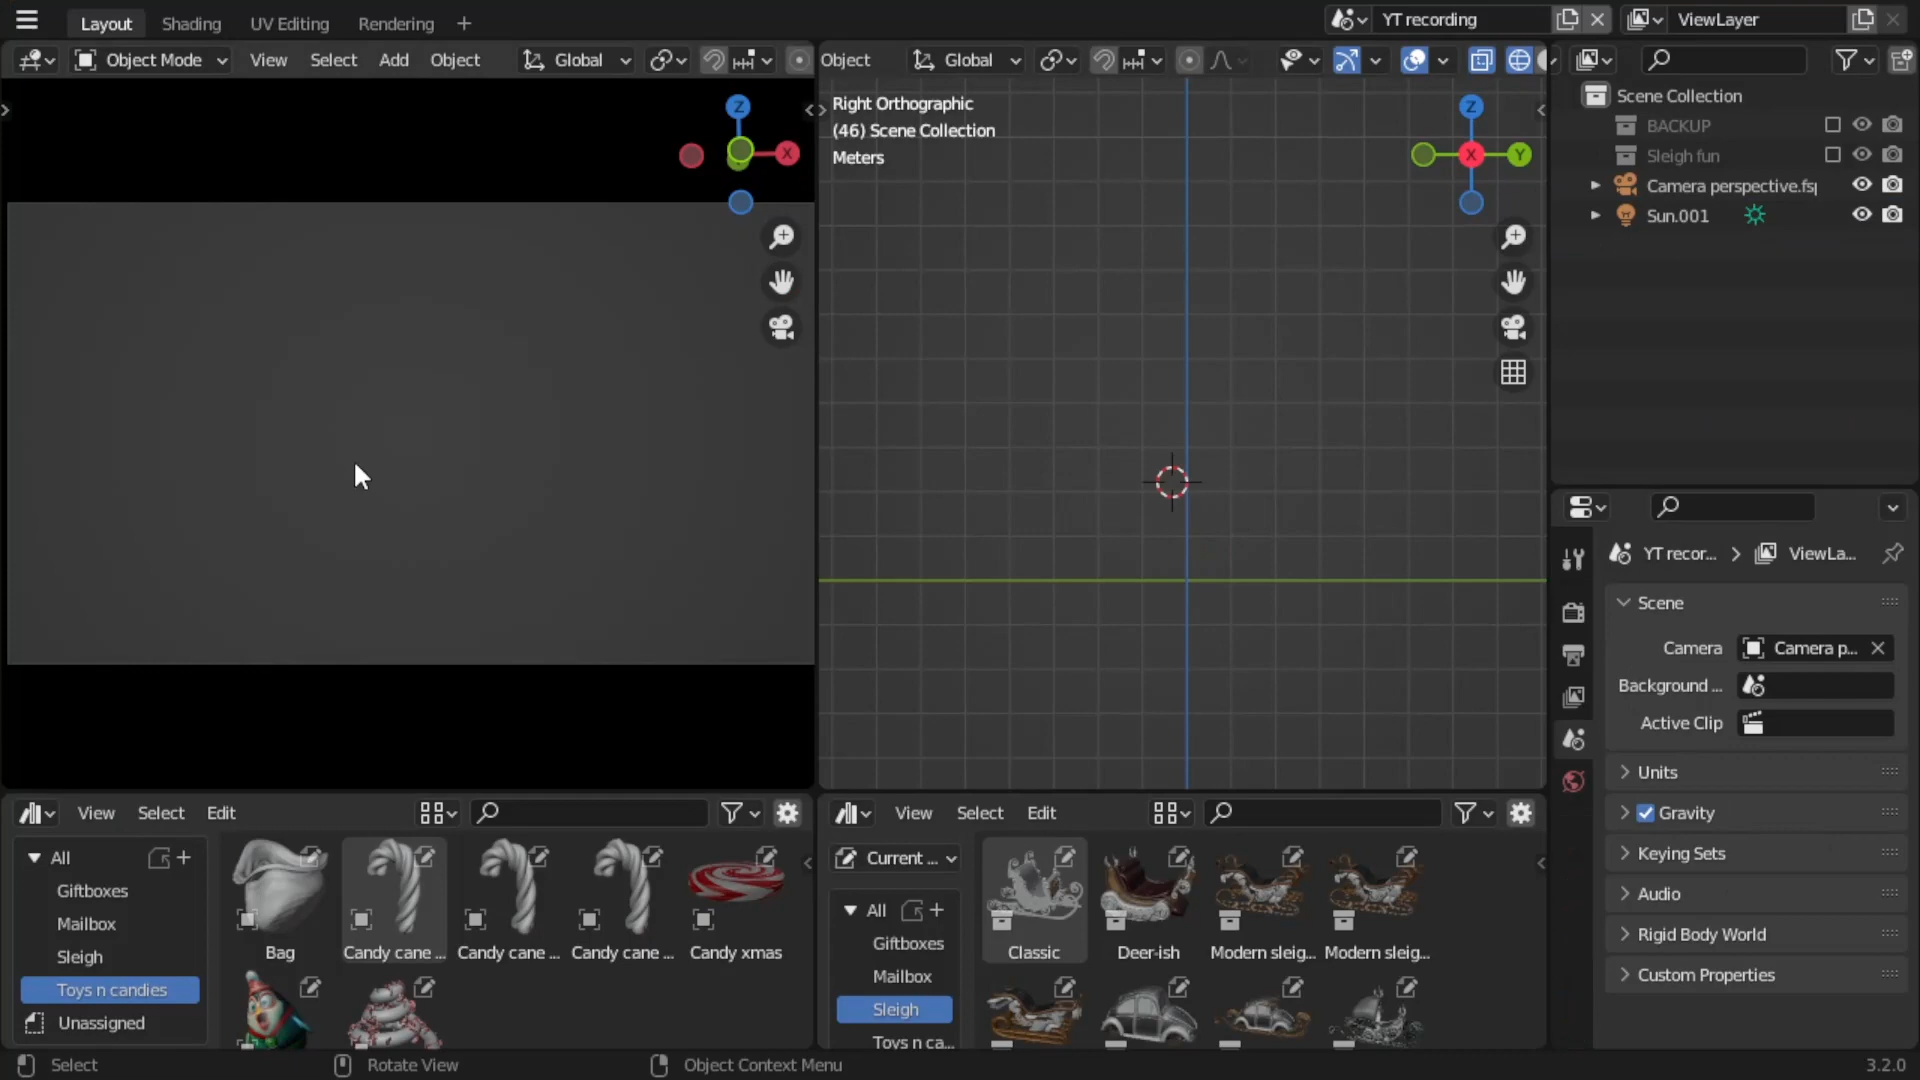 Layout
Shading
UV Editing
Rendering
YT recording
ViewLayer
Object Mode
View
Select
Add
Object
Global
Object
Global
Right Orthographic
(46) Scene Collection
Meters
Z
X
Z
X
Y
Scene Collection
BACKUP
Sleigh fun
Camera perspective.fsp
Sun.001
YT recor...
ViewLa...
Scene
Camera
Camera p...
Background ...
Active Clip
Units
Gravity
Keying Sets
Audio
Rigid Body World
Custom Properties
View
Select
Edit
All
Giftboxes
Mailbox
Sleigh
Toys n candies
Unassigned
Bag
Candy cane ...
Candy cane ...
Candy cane ...
Candy xmas
View
Select
Edit
Current ...
All
Giftboxes
Mailbox
Sleigh
Toys n ca...
Classic
Deer-ish
Modern sleig...
Modern sleig...
Select
Rotate View
Object Context Menu
3.2.0